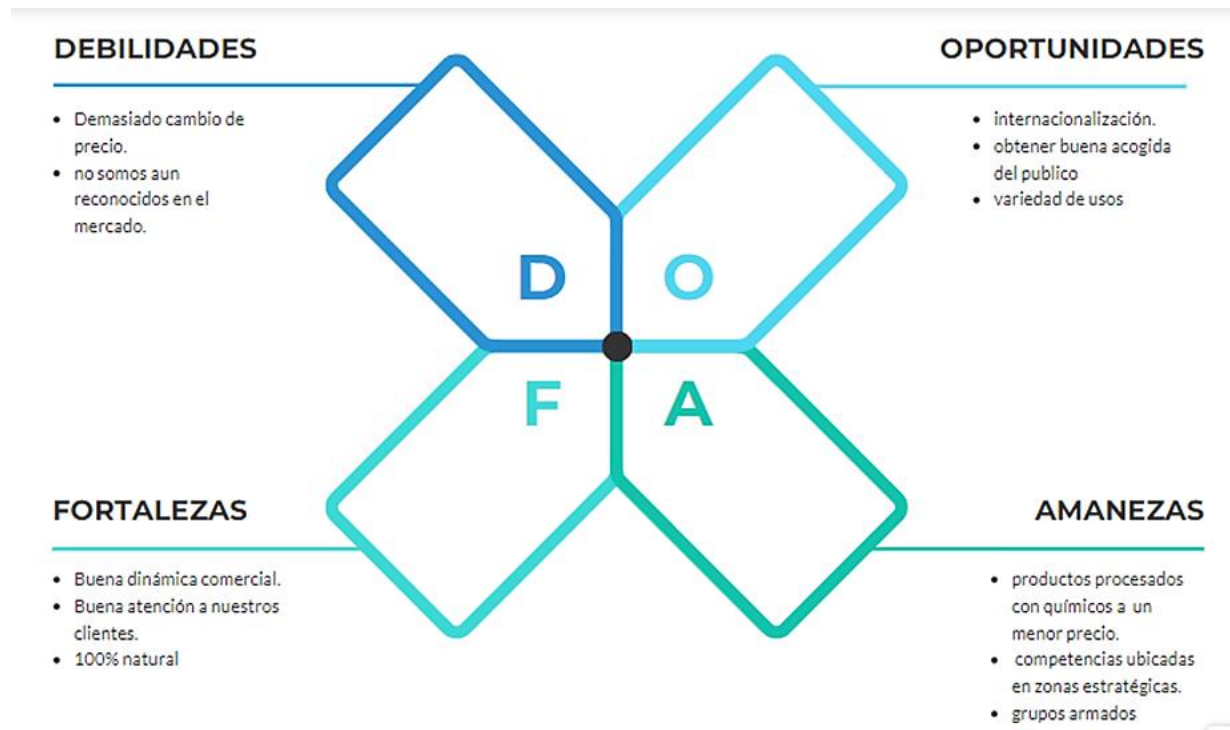 DEBILIDADES
• Demasiado cambio de
precio.
• no somos aun
reconocidos en el
mercado.
OPORTUNIDADES
• internacionalización.
• obtener buena acogida
del publico
• variedad de usos
D
O
F
A
FORTALEZAS
• Buena dinámica comercial.
• Buena atención a nuestros
clientes.
• 100% natural
AMANEZAS
• productos procesados
con químicos a un
menor precio.
• competencias ubicadas
en zonas estratégicas.
• grupos armados